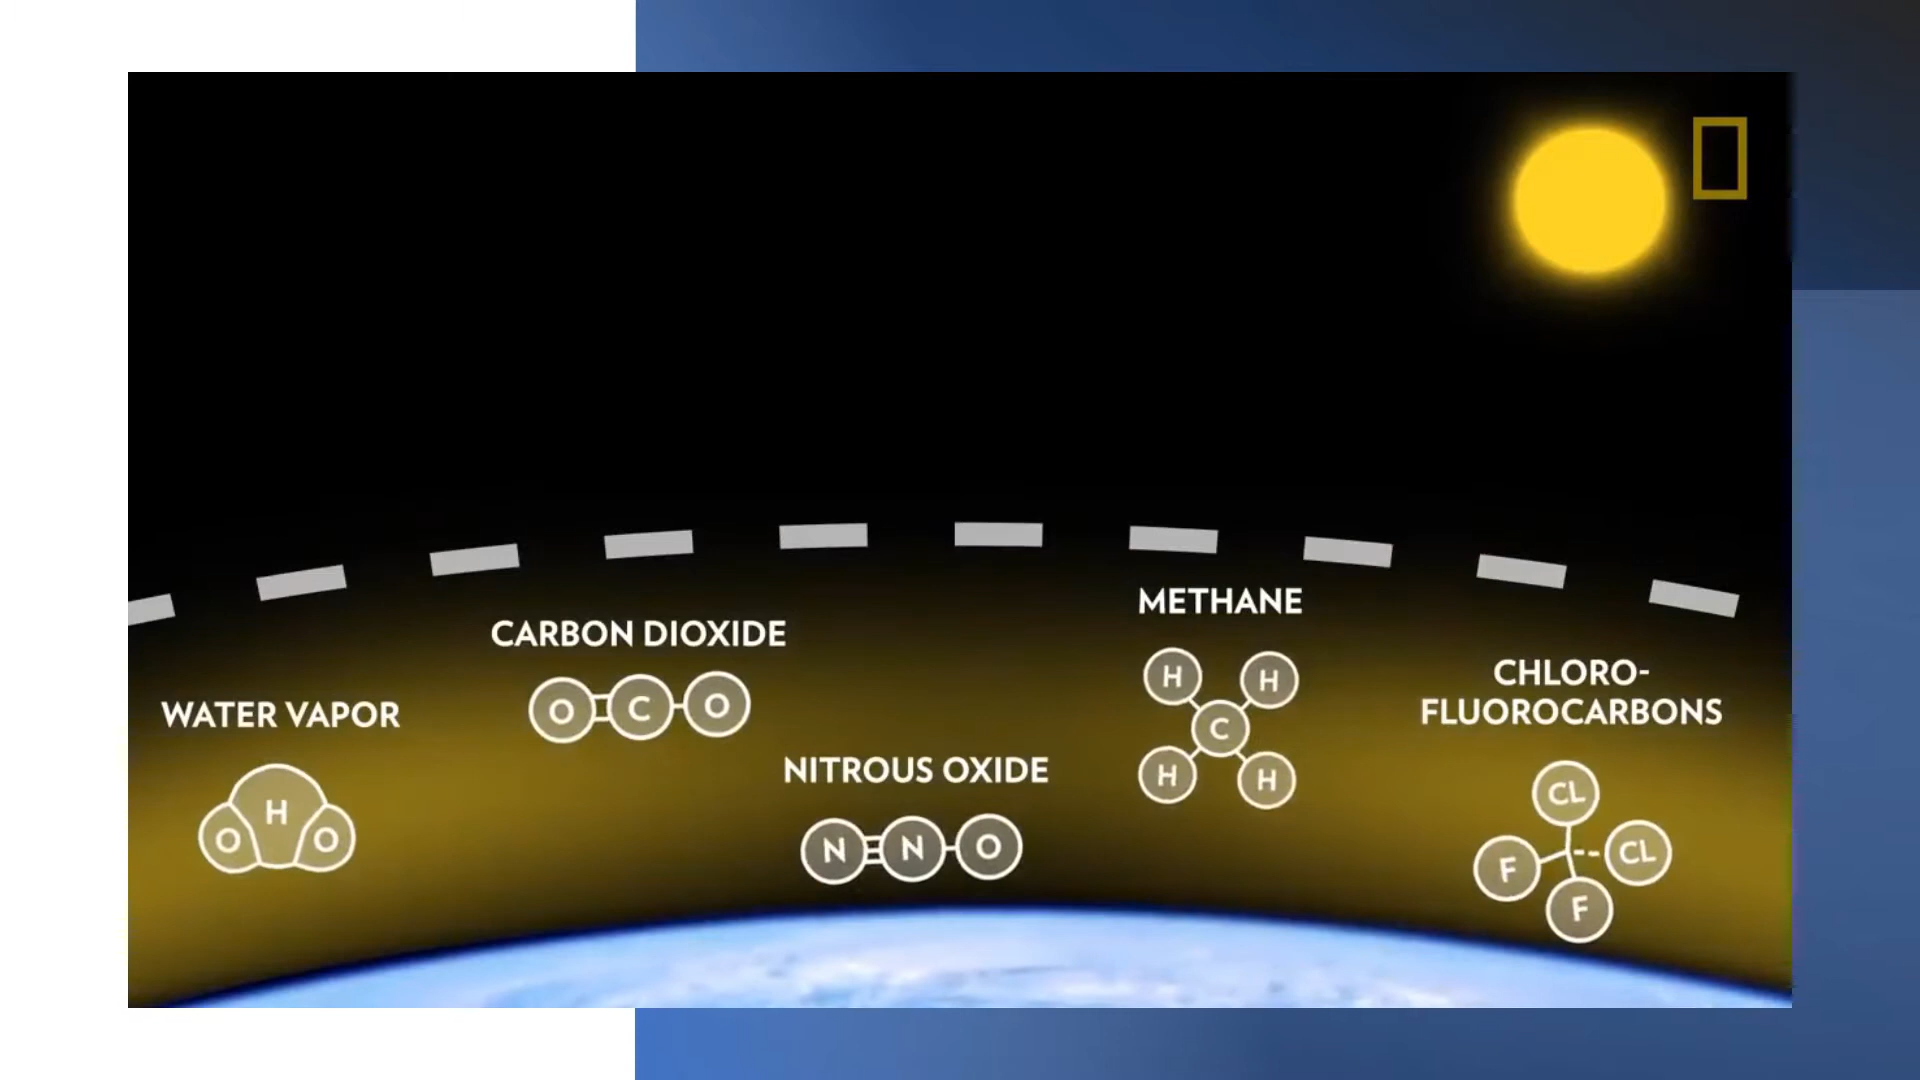 METHANE
H H
C
H H
CARBON DIOXIDE
O C O
CHLORO-
FLUOROCARBONS
CL
F CL
F
WATER VAPOR
H
O O
NITROUS OXIDE
N N O